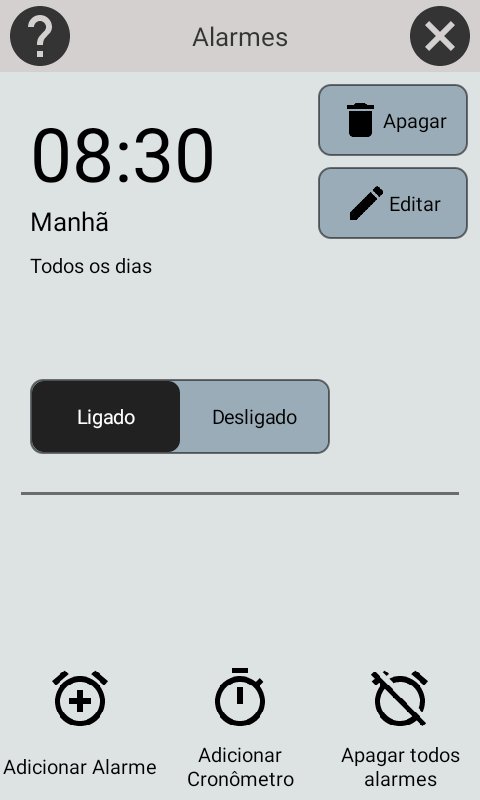 Alarmes
08:30
Apagar
Editar
Manhã
Todos os dias
Ligado
Desligado
Adicionar Alarme
Adicionar
Cronômetro
Apagar todos
alarmes